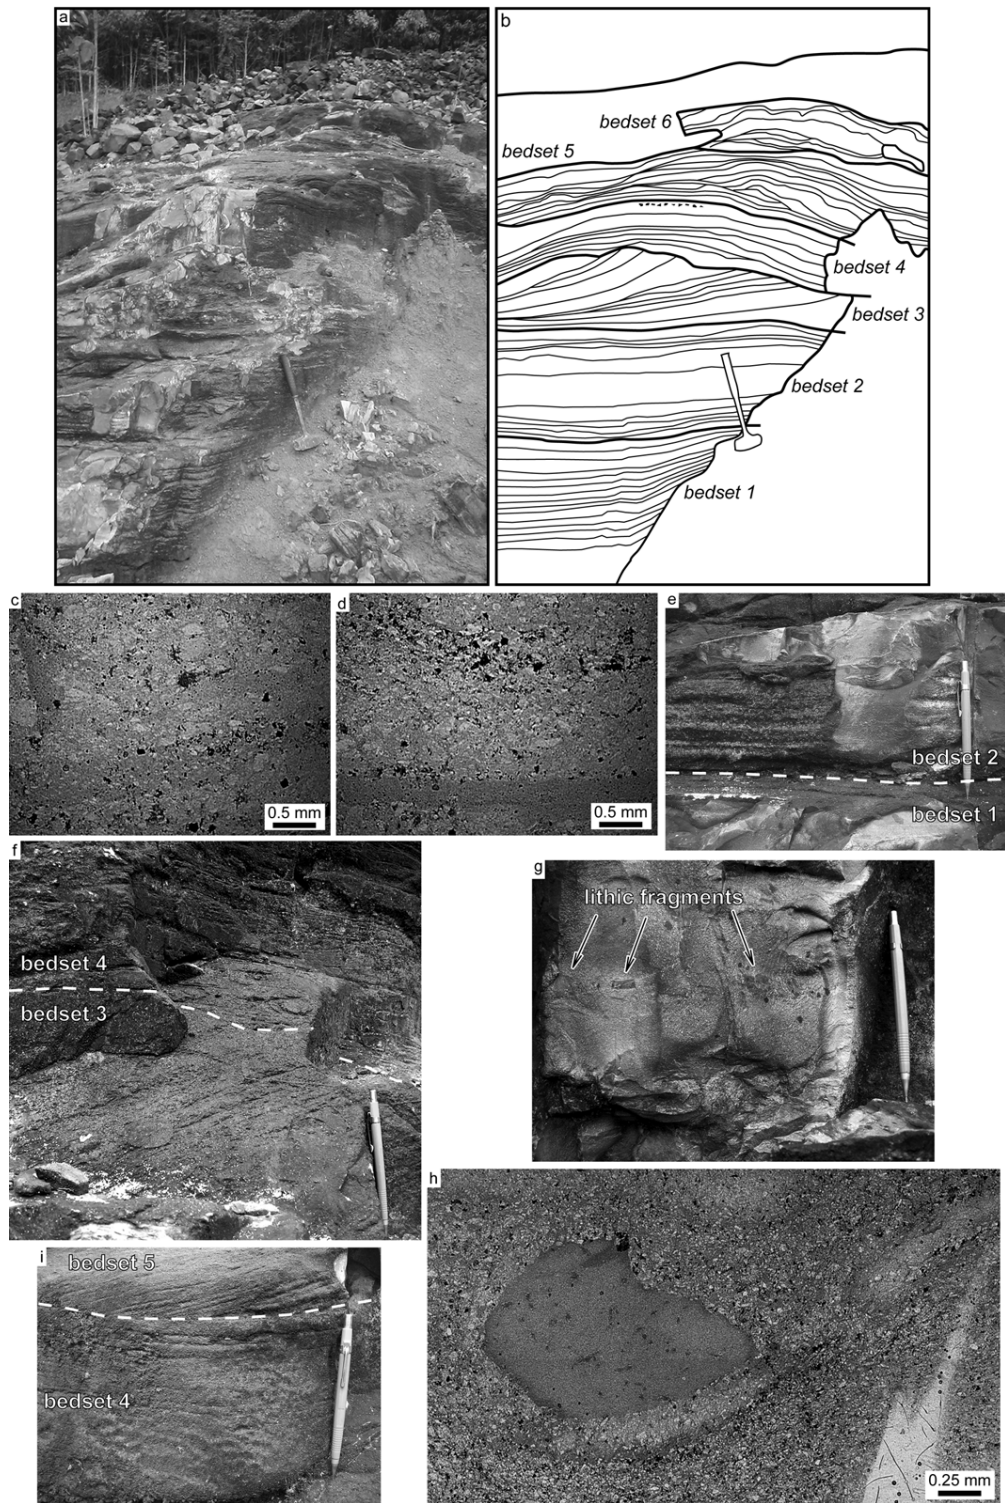 a
b
bedset 6
bedset 5
bedset 4
bedset 3
bedset 2
bedset 1
c
0.5 mm
d
0.5 mm
e
bedset 2
bedset 1
f
bedset 4
bedset 3
g
lithic fragments
h
0.25 mm
i
bedset 5
bedset 4